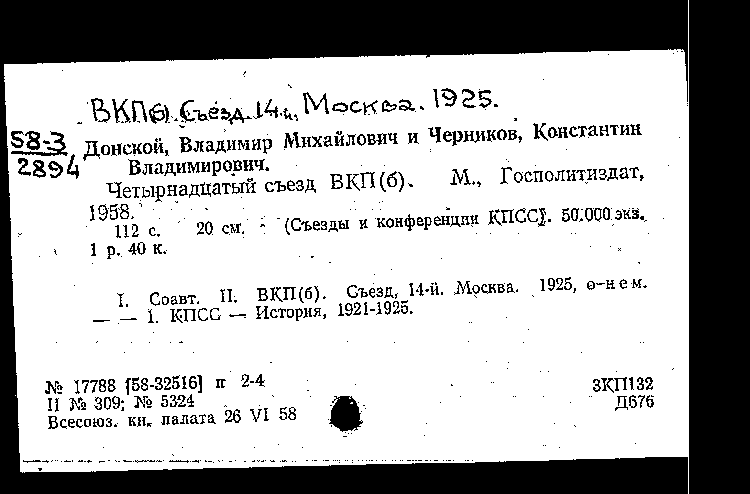 ВКП(б). Съезд. 14й, Москва. 1925.
58-3
2894
Донской, Владимир Михайлович и Черников, Константин
Владимирович.
Четырнадцатый съезд ВКП(б). М., Госполитиздат,
1958.
112 с. 20 см. (Съезды и конференции КПСС). 50.000 экз.
1 р. 40 к.
I. Соавт. II. ВКП(б). Съезд, 14-й. Москва. 1925, о-нем.
— — 1. КПСС — История, 1921-1925.
№ 17788 [58-32516] п 2-4
II № 309; № 5324
Всесоюз. кн. палата 26 VI 58
ЗКП132
Д676